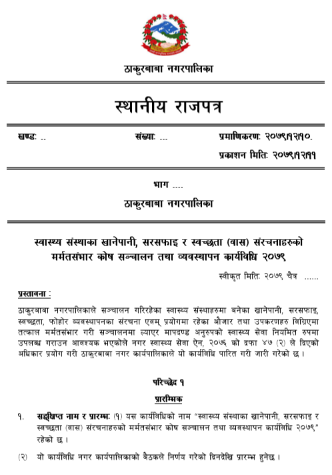 ठाकुरबाबा नगरपालिका
स्थानीय राजपत्र
खण्ड: ..	संख्या: ...	प्रमाणिकरण: २०७९/१२/१०.
प्रकाशन मिति: २०७९/१२/११
भाग ....
ठाकुरबाबा नगरपालिका
स्वास्थ्य संस्थाका खानेपानी, सरसफाइ र स्वच्छता (वास) संरचनाहरुको
मर्मतसंभार कोष सञ्चालन तथा व्यवस्थापन कार्यविधि २०७९
स्वीकृत मिति: २०७९ चैत्र ......
प्रस्तावना :
ठाकुरबाबा नगरपालिकाले सञ्चालन गरिरहेका स्वास्थ्य संस्थाहरुमा बनेका खानेपानी, सरसफाइ,
स्वच्छता, फोहोर व्यवस्थापनका संरचना एवम् प्रयोगमा रहेका औजार तथा उपकरणहरु बिग्रिएमा
तत्काल मर्मतसंभार गरी सञ्चालनमा ल्याएर मापदण्ड अनुरुपको स्वास्थ्य सेवा नियमित रुपमा
उपलब्ध गराउन आवश्यक भएकोले नगर स्वास्थ्य सेवा ऐन, २०७६ को दफा ४७ (२) ले दिएको
अधिकार प्रयोग गरी ठाकुरबाबा नगर कार्यपालिकाले यो कार्यविधि पारित गरी जारी गरेको छ ।
परिच्छेद १
प्रारम्भिक
१. सङ्क्षिप्त नाम र प्रारम्भ: (१) यस कार्यविधिको नाम "स्वास्थ्य संस्थाका खानेपानी, सरसफाइ र
स्वच्छता (वास) संरचनाहरुको मर्मतसंभार कोष सञ्चालन तथा व्यवस्थापन कार्यविधि २०७९"
रहेको छ ।
(२) यो कार्यविधि नगर कार्यपालिकाको बैठकले निर्णय गरेको दिनदेखि प्रारम्भ हुनेछ ।